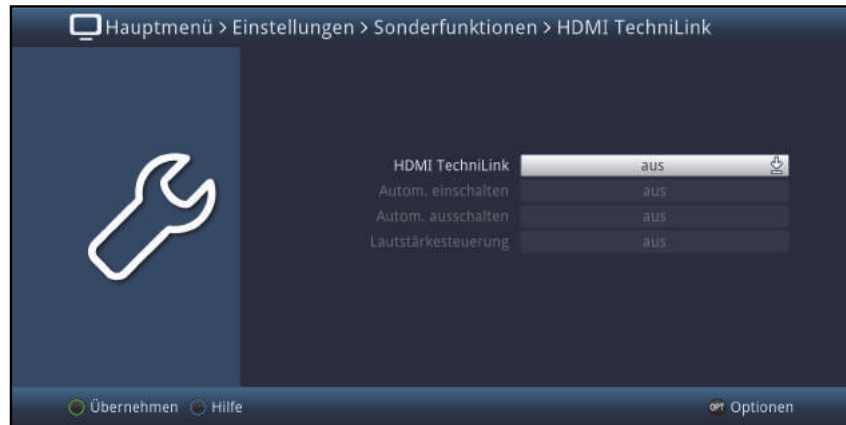 Hauptmenü > Einstellungen > Sonderfunktionen > HDMI TechniLink
HDMI TechniLink aus
Autom. einschalten aus
Autom. ausschalten aus
Lautstärkesteuerung aus
Übernehmen Hilfe OPT Optionen